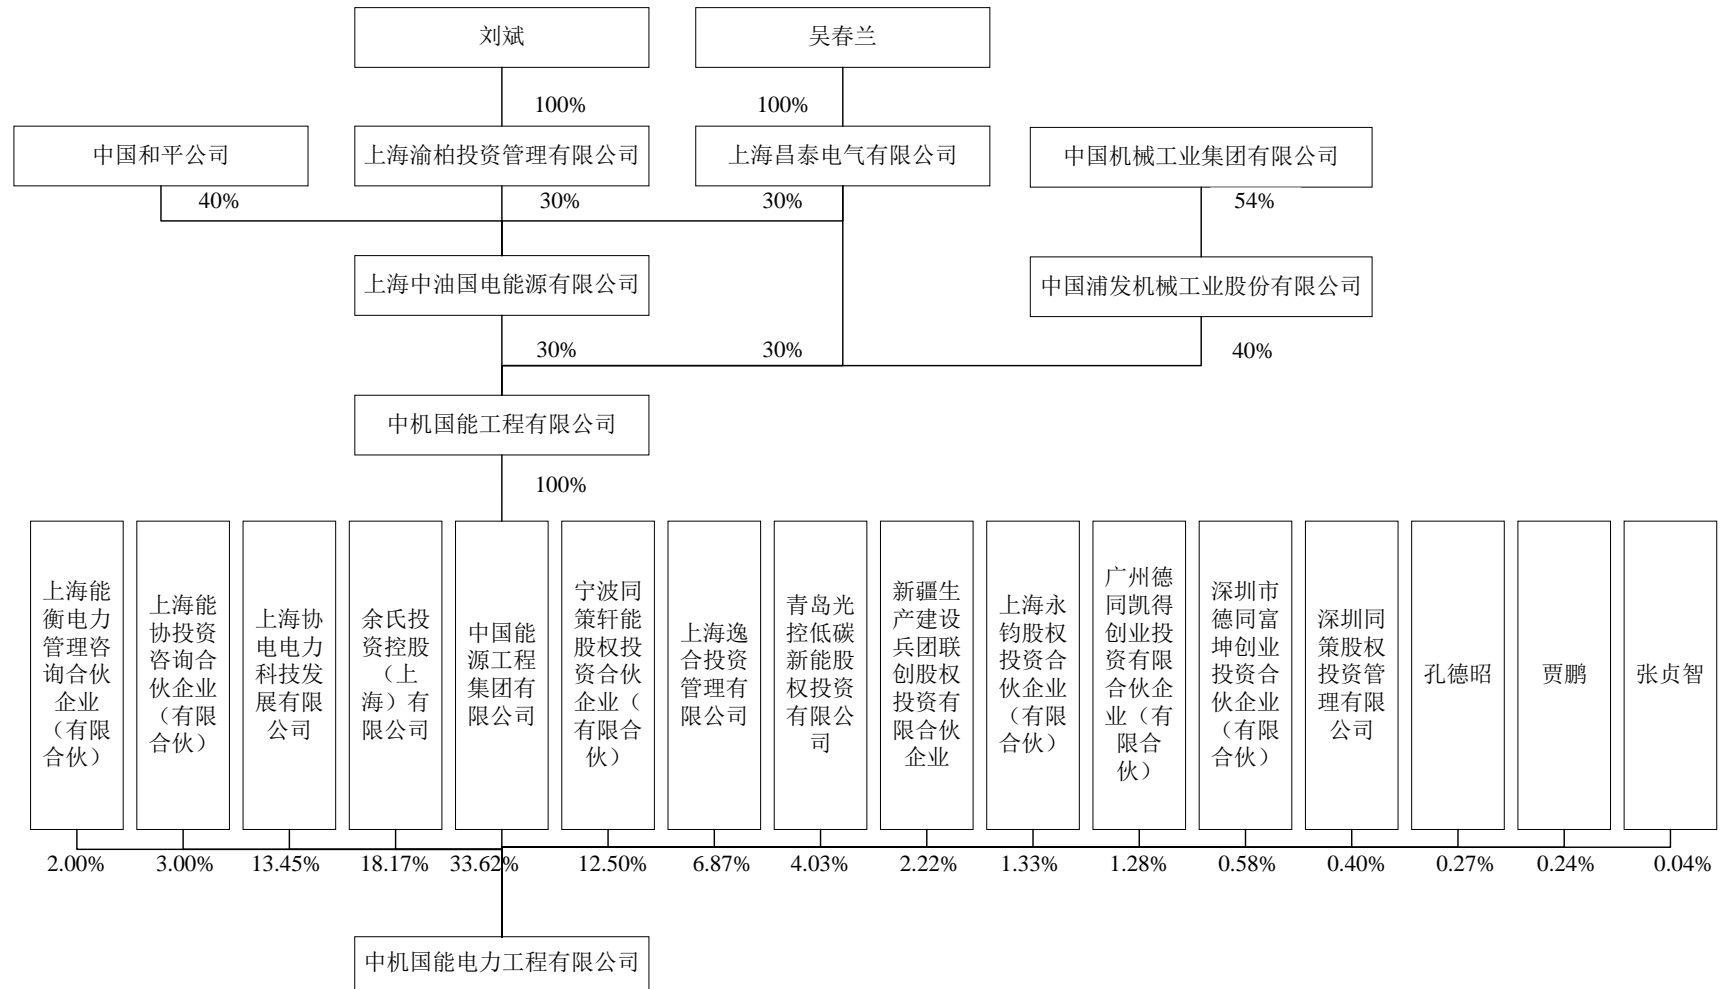 刘斌
吴春兰
100%
100%
中国和平公司
上海渝柏投资管理有限公司
上海昌泰电气有限公司
中国机械工业集团有限公司
40%
30%
30%
54%
上海中油国电能源有限公司
中国浦发机械工业股份有限公司
30%
30%
40%
中机国能工程有限公司
100%
上海能
衡电力
管理咨
询合伙
企业
（有限
合伙）
上海能
协投资
咨询合
伙企业
（有限
合伙）
上海协
电电力
科技发
展有限
公司
余氏投
资控股
（上
海）有
限公司
中国能
源工程
集团有
限公司
宁波同
策轩能
股权投
资合伙
企业（
有限合
伙）
上海逸
合投资
管理有
限公司
青岛光
控低碳
新能股
权投资
有限公
司
新疆生
产建设
兵团联
创股权
投资有
限合伙
企业
上海永
钧股权
投资合
伙企业
（有限
合伙）
广州德
同凯得
创业投
资有限
合伙企
业（有
限合
伙）
深圳市
德同富
坤创业
投资合
伙企业
（有限
合伙）
深圳同
策股权
投资管
理有限
公司
孔德昭
贾鹏
张贞智
2.00%
3.00%
13.45%
18.17%
33.62%
12.50%
6.87%
4.03%
2.22%
1.33%
1.28%
0.58%
0.40%
0.27%
0.24%
0.04%
中机国能电力工程有限公司